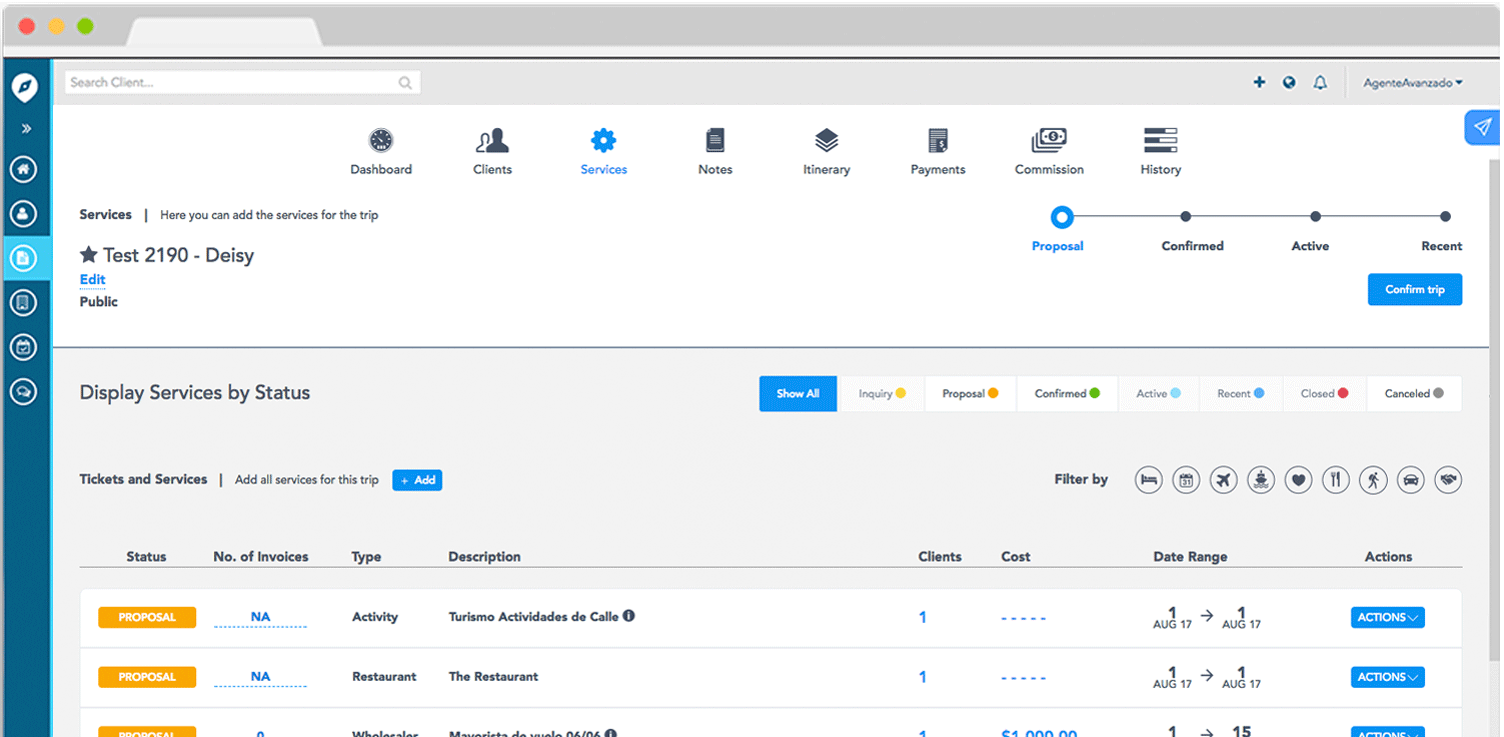 Search Client...
AgenteAvanzado
Dashboard Clients Services Notes Itinerary Payments Commission History
Services | Here you can add the services for the trip
Test 2190 - Deisy
Edit
Public
Proposal Confirmed Active Recent
Confirm trip
Display Services by Status
Show All Inquiry Proposal Confirmed Active Recent Closed Canceled
Tickets and Services | Add all services for this trip + Add
Filter by
31
Status No. of Invoices Type Description Clients Cost Date Range Actions
PROPOSAL NA Activity Turismo Actividades de Calle 1 - - - - - 1 AUG 17 → 1 AUG 17 ACTIONS
PROPOSAL NA Restaurant The Restaurant 1 - - - - - 1 AUG 17 → 1 AUG 17 ACTIONS
PROPOSAL 0 Wholesaler Mayorista de vuelo 06/06 1 $1,000.00 1 → 15 ACTIONS